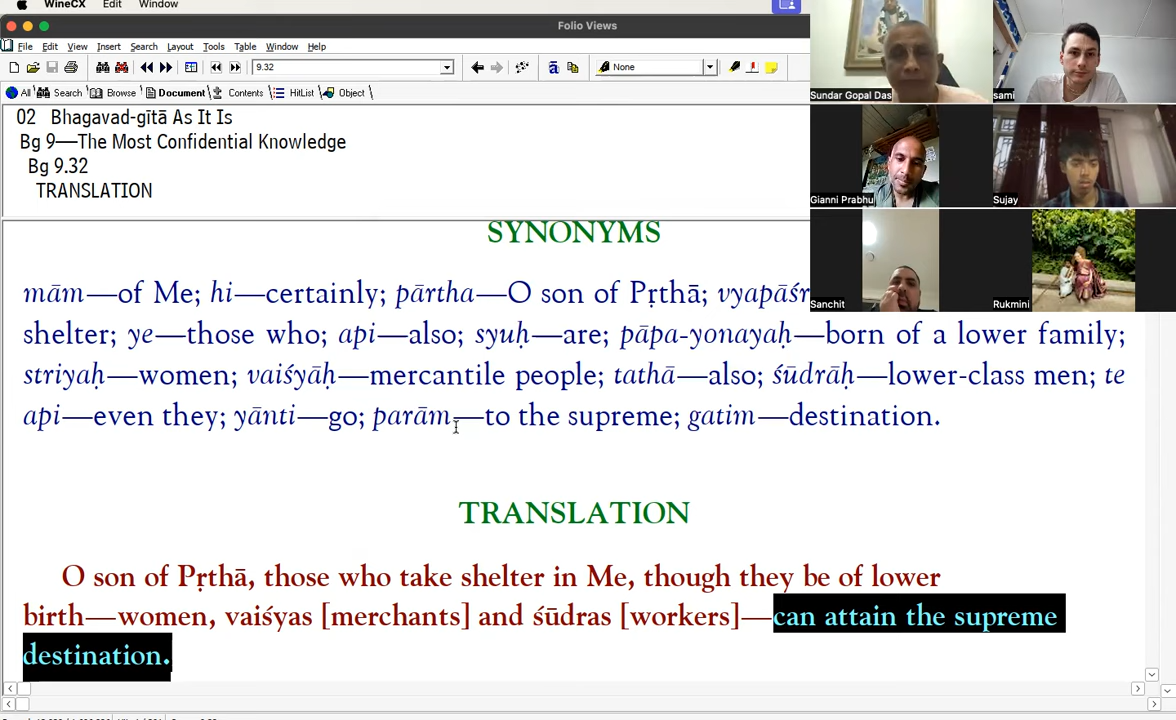 WineCX Edit Window
Folio Views
File Edit View Insert Search Layout Tools Table Window Help
9.32
None
All Search Browse Document Contents HitList Object
02 Bhagavad-gītā As It Is
Bg 9—The Most Confidential Knowledge
Bg 9.32
TRANSLATION
SYNONYMS
mām—of Me; hi—certainly; pārtha—O son of Pṛthā; vyapāśr
shelter; ye—those who; api—also; syuḥ—are; pāpa-yonayaḥ—born of a lower family;
striyaḥ—women; vaiśyāḥ—mercantile people; tathā—also; śūdrāḥ—lower-class men; te
api—even they; yānti—go; parām—to the supreme; gatim—destination.
TRANSLATION
O son of Pṛthā, those who take shelter in Me, though they be of lower
birth—women, vaiśyas [merchants] and śūdras [workers]—can attain the supreme
destination.
Sundar Gopal Das
sami
Gianni Prabhu
Sujay
Sanchit
Rukmini